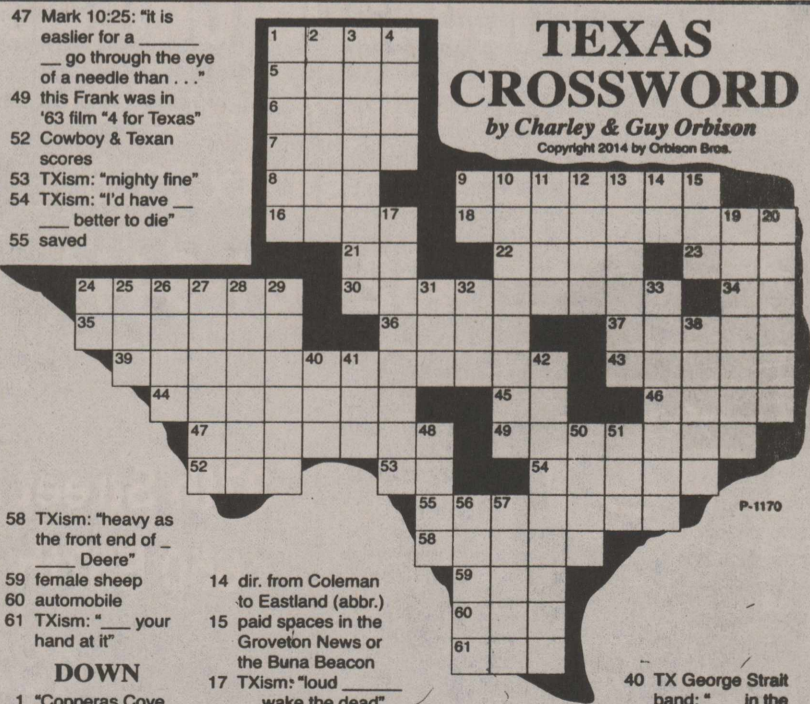 47 Mark 10:25: “it is
easlier for a ______
__ go through the eye
of a needle than . . .”
49 this Frank was in
'63 film “4 for Texas”
52 Cowboy & Texan
scores
53 TXism: “mighty fine”
54 TXism: “I'd have __
___ better to die”
55 saved
TEXAS
CROSSWORD
by Charley & Guy Orbison
Copyright 2014 by Orbison Bros.
1 2 3 4
5
6
7
8 9 10 11 12 13 14 15
16 17 18 19 20
21 22 23
24 25 26 27 28 29 30 31 32 33 34
35 36 37 38
39 40 41 42 43
44 45 46
47 48 49 50 51
52 53 54
55 56 57
58
59
60
61
P-1170
58 TXism: “heavy as
the front end of _
____ Deere”
59 female sheep
60 automobile
61 TXism: “___ your
hand at it”
DOWN
1 “Copperas Cove
14 dir. from Coleman
to Eastland (abbr.)
15 paid spaces in the
Groveton News or
the Buna Beacon
17 TXism: “loud ______
wake the dead”
40 TX George Strait
band: “____ in the